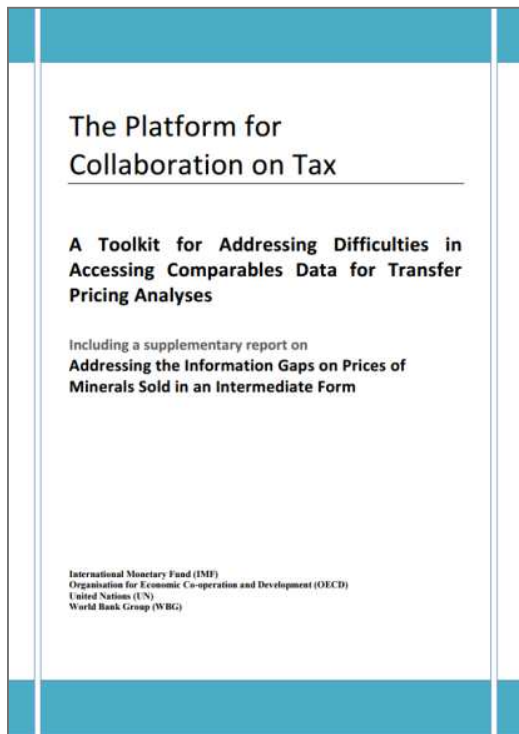 The Platform for
Collaboration on Tax
A Toolkit for Addressing Difficulties in
Accessing Comparables Data for Transfer
Pricing Analyses
Including a supplementary report on
Addressing the Information Gaps on Prices of
Minerals Sold in an Intermediate Form
International Monetary Fund (IMF)
Organisation for Economic Co-operation and Development (OECD)
United Nations (UN)
World Bank Group (WBG)